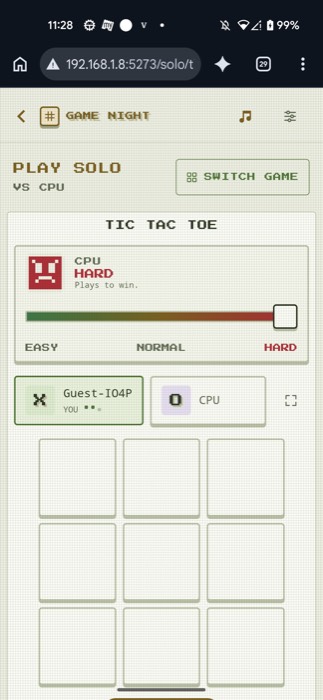 11:28
99%
192.168.1.8:5273/solo/t
29
GAME NIGHT
PLAY SOLO
VS CPU
SWITCH GAME
TIC TAC TOE
CPU
HARD
Plays to win.
EASY NORMAL HARD
X Guest-IO4P
YOU
O CPU